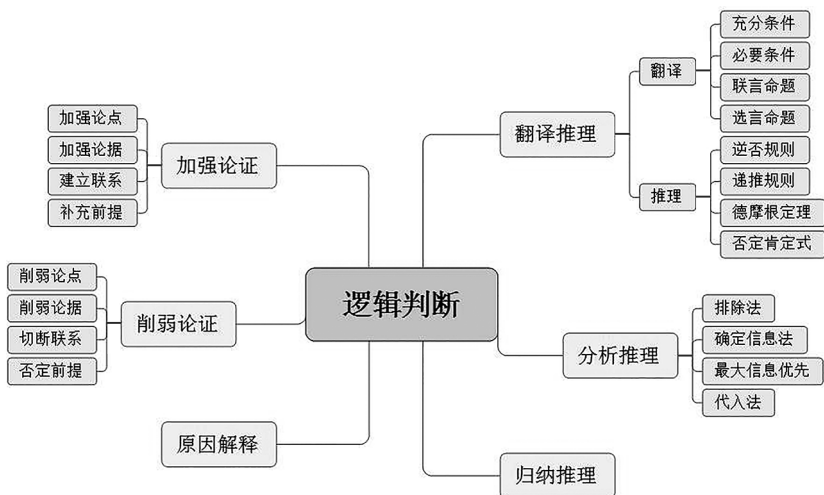 逻辑判断
翻译推理
翻译
充分条件
必要条件
联言命题
选言命题
推理
逆否规则
递推规则
德摩根定理
否定肯定式
分析推理
排除法
确定信息法
最大信息优先
代入法
归纳推理
加强论证
加强论点
加强论据
建立联系
补充前提
削弱论证
削弱论点
削弱论据
切断联系
否定前提
原因解释